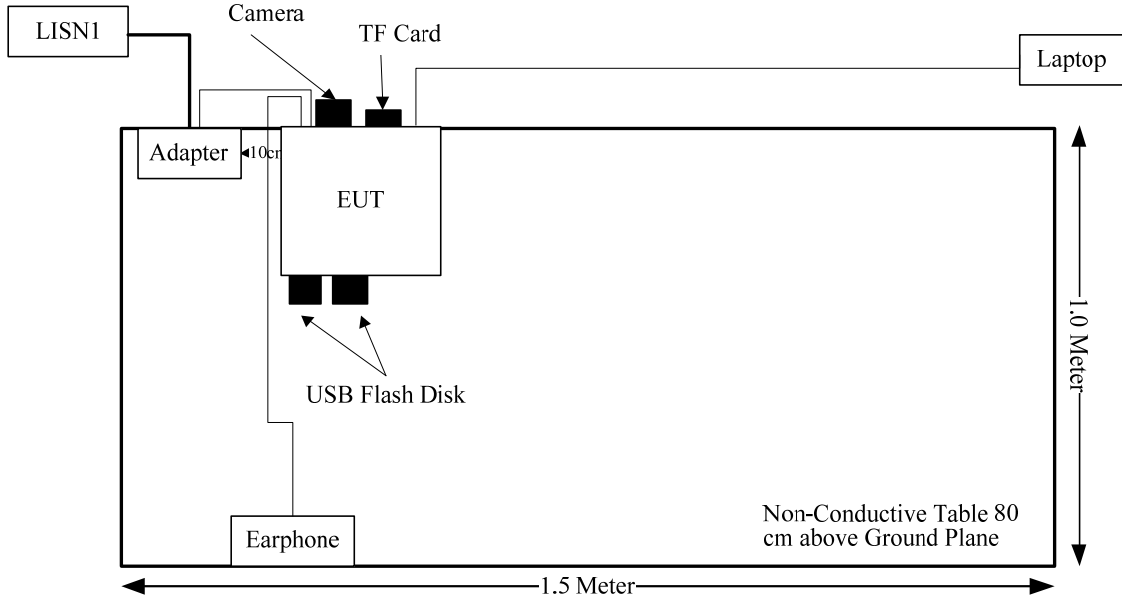 LISN1
Camera
TF Card
Laptop
Adapter
10cm
EUT
USB Flash Disk
1.0 Meter
Non-Conductive Table 80
cm above Ground Plane
Earphone
1.5 Meter